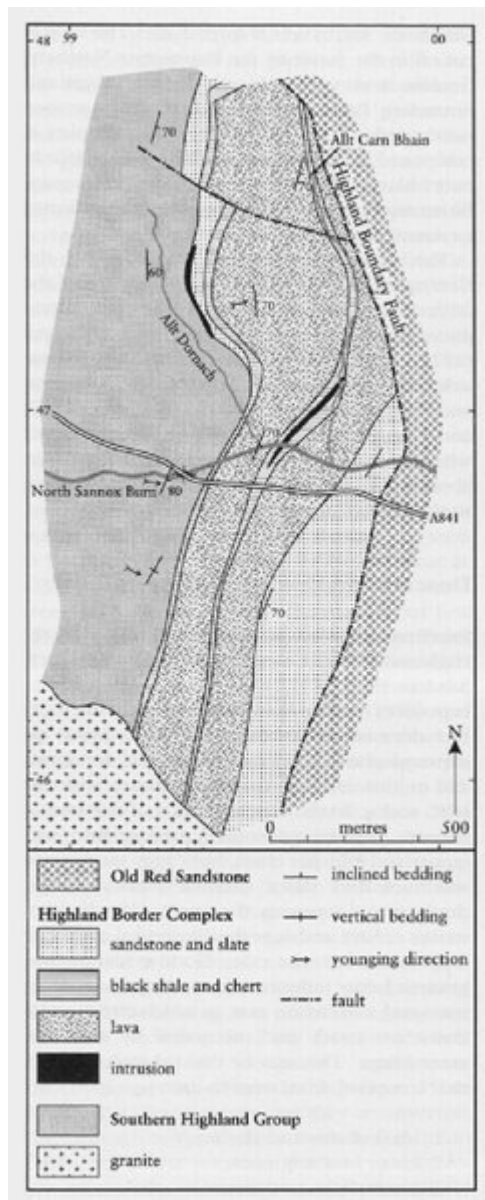 48 99 00
70
Allt Carn Bhain
70
Highland Boundary Fault
60
70
Allt Dornach
47
70
North Sannox Burn 80
A841
70
N
46
0 metres 500
Old Red Sandstone inclined bedding
Highland Border Complex vertical bedding
sandstone and slate
younging direction
black shale and chert
fault
lava
intrusion
Southern Highland Group
granite